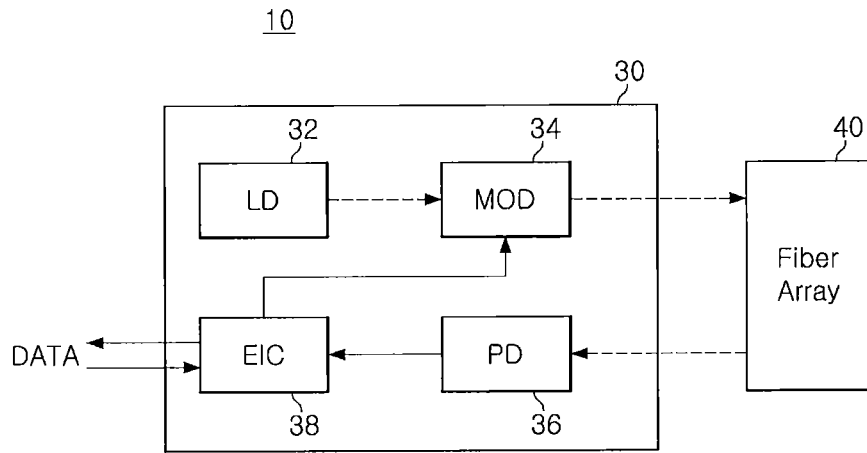 10
30
32
34
40
LD
MOD
Fiber
Array
DATA
EIC
PD
38
36